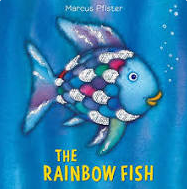 Marcus Pfister
THE
RAINBOW FISH